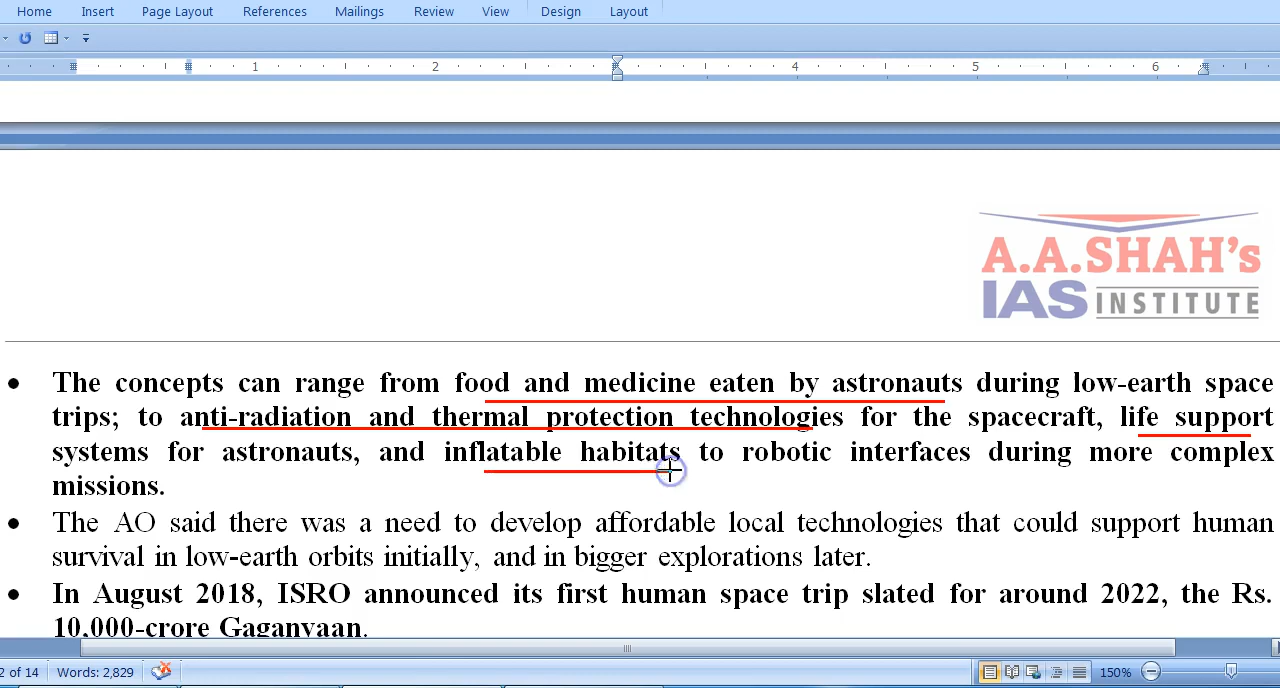 Home Insert Page Layout References Mailings Review View Design Layout
1 2 4 5 6
A.A.SHAH's
IAS INSTITUTE
• The concepts can range from food and medicine eaten by astronauts during low-earth space
trips; to anti-radiation and thermal protection technologies for the spacecraft, life support
systems for astronauts, and inflatable habitats to robotic interfaces during more complex
missions.
• The AO said there was a need to develop affordable local technologies that could support human
survival in low-earth orbits initially, and in bigger explorations later.
• In August 2018, ISRO announced its first human space trip slated for around 2022, the Rs.
10,000-crore Gaganyaan.
2 of 14 Words: 2,829 150%